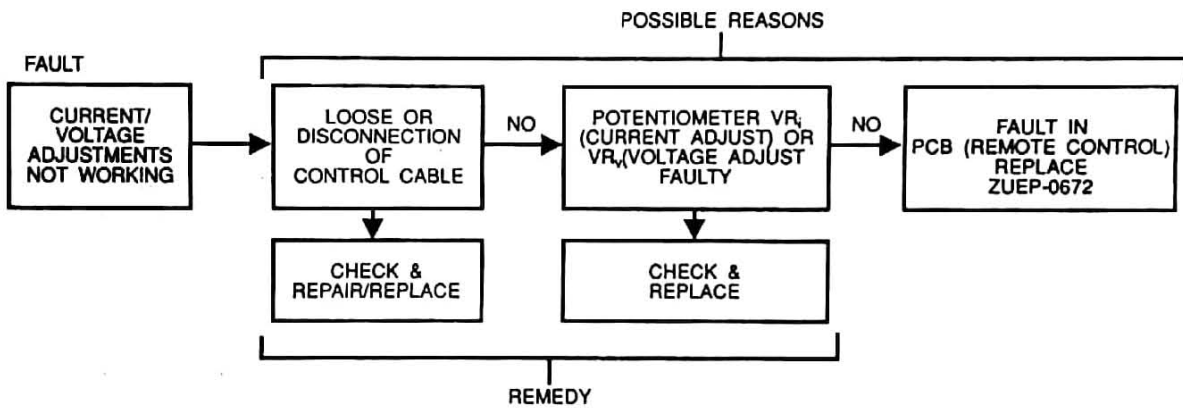 POSSIBLE REASONS
FAULT
CURRENT/
VOLTAGE
ADJUSTMENTS
NOT WORKING
LOOSE OR
DISCONNECTION
OF
CONTROL CABLE
NO
POTENTIOMETER VRi
(CURRENT ADJUST) OR
VRv(VOLTAGE ADJUST
FAULTY
NO
FAULT IN
PCB (REMOTE CONTROL)
REPLACE
ZUEP-0672
CHECK &
REPAIR/REPLACE
CHECK &
REPLACE
REMEDY